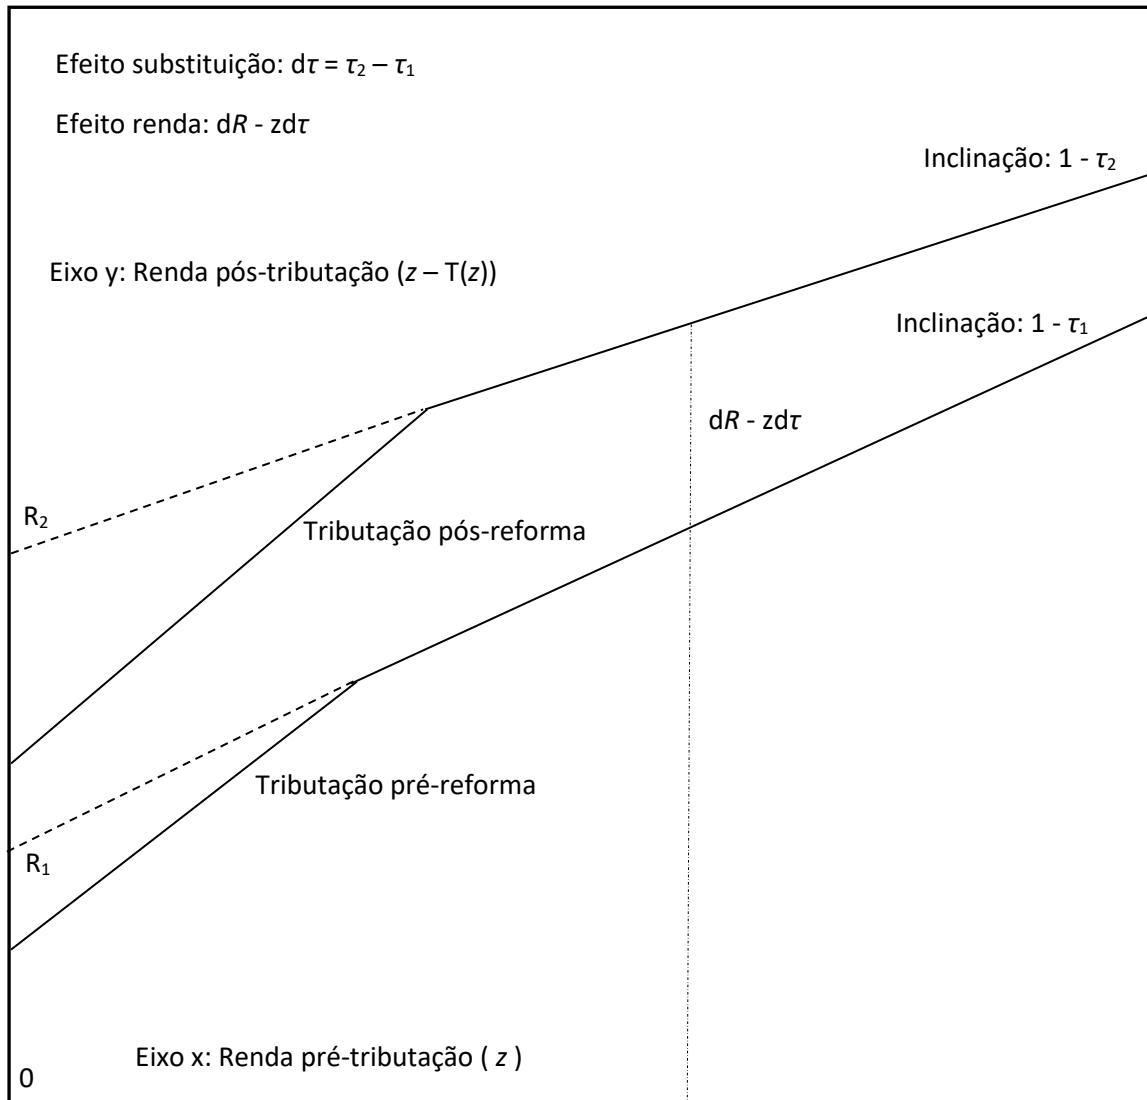 Efeito substituição: dτ = τ₂ – τ₁
Efeito renda: dR - zdτ
Inclinação: 1 - τ₂
Eixo y: Renda pós-tributação (z – T(z))
Inclinação: 1 - τ₁
dR - zdτ
R₂
Tributação pós-reforma
Tributação pré-reforma
R₁
Eixo x: Renda pré-tributação ( z )
0